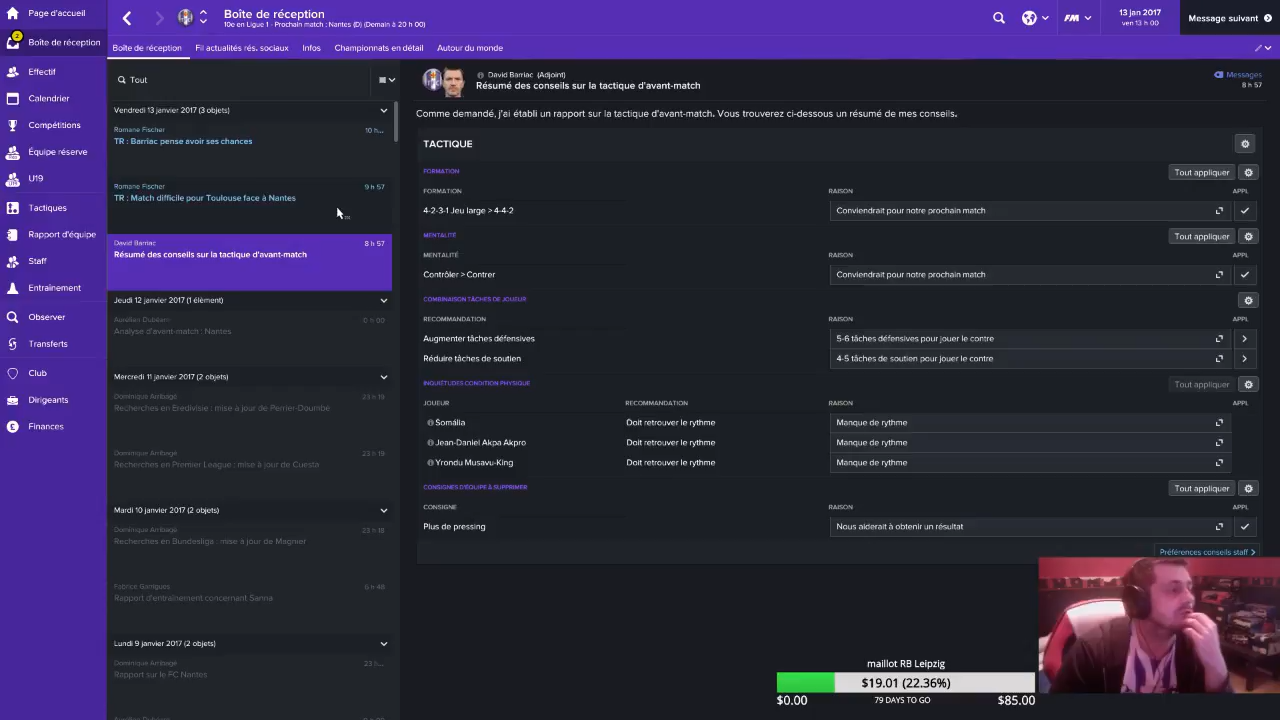 Page d'accueil
2
Boîte de réception
Effectif
Calendrier
Compétitions
Équipe réserve
U19
Tactiques
Rapport d'équipe
Staff
Entraînement
Observer
Transferts
Club
Dirigeants
Finances
Boîte de réception
10e en Ligue 1 - Prochain match : Nantes (D) (Demain à 20 h 00)
FM
13 jan 2017
ven 13 h 00
Message suivant
Boîte de réception Fil actualités rés. sociaux Infos Championnats en détail Autour du monde
Tout
Vendredi 13 janvier 2017 (3 objets)
Romane Fischer 10 h...
TR : Barriac pense avoir ses chances
Romane Fischer 9 h 57
TR : Match difficile pour Toulouse face à Nantes
David Barriac 8 h 57
Résumé des conseils sur la tactique d'avant-match
Jeudi 12 janvier 2017 (1 élément)
0 h 00
Analyse d'avant-match : Nantes
Mercredi 11 janvier 2017 (2 objets)
Dominique Arribagé 23 h 19
Recherches en Eredivisie : mise à jour de Perrier-Doumbé
Dominique Arribagé 23 h 19
Recherches en Premier League : mise à jour de Cuesta
Mardi 10 janvier 2017 (2 objets)
Dominique Arribagé 23 h 18
Recherches en Bundesliga : mise à jour de Magnier
Fabrice Garrigues 6 h 48
Rapport d'entraînement concernant Sanna
Lundi 9 janvier 2017 (2 objets)
Dominique Arribagé 23 h...
Rapport sur le FC Nantes
David Barriac (Adjoint)
Résumé des conseils sur la tactique d'avant-match
Messages
8 h 57
Comme demandé, j'ai établi un rapport sur la tactique d'avant-match. Vous trouverez ci-dessous un résumé de mes conseils.
TACTIQUE
FORMATION Tout appliquer
FORMATION RAISON APPL
4-2-3-1 Jeu large > 4-4-2 Conviendrait pour notre prochain match
MENTALITÉ Tout appliquer
MENTALITÉ RAISON APPL
Contrôler > Contrer Conviendrait pour notre prochain match
COMBINAISON TÂCHES DE JOUEUR
RECOMMANDATION RAISON APPL
Augmenter tâches défensives 5-6 tâches défensives pour jouer le contre
Réduire tâches de soutien 4-5 tâches de soutien pour jouer le contre
INQUIÉTUDES CONDITION PHYSIQUE Tout appliquer
JOUEUR RECOMMANDATION RAISON APPL
Somália Doit retrouver le rythme Manque de rythme
Jean-Daniel Akpa Akpro Doit retrouver le rythme Manque de rythme
Yrondu Musavu-King Doit retrouver le rythme Manque de rythme
CONSIGNES D'ÉQUIPE À SUPPRIMER Tout appliquer
CONSIGNE RAISON APPL
Plus de pressing Nous aiderait à obtenir un résultat
Préférences conseils staff
maillot RB Leipzig
$19.01 (22.36%)
$0.00 79 DAYS TO GO $85.00